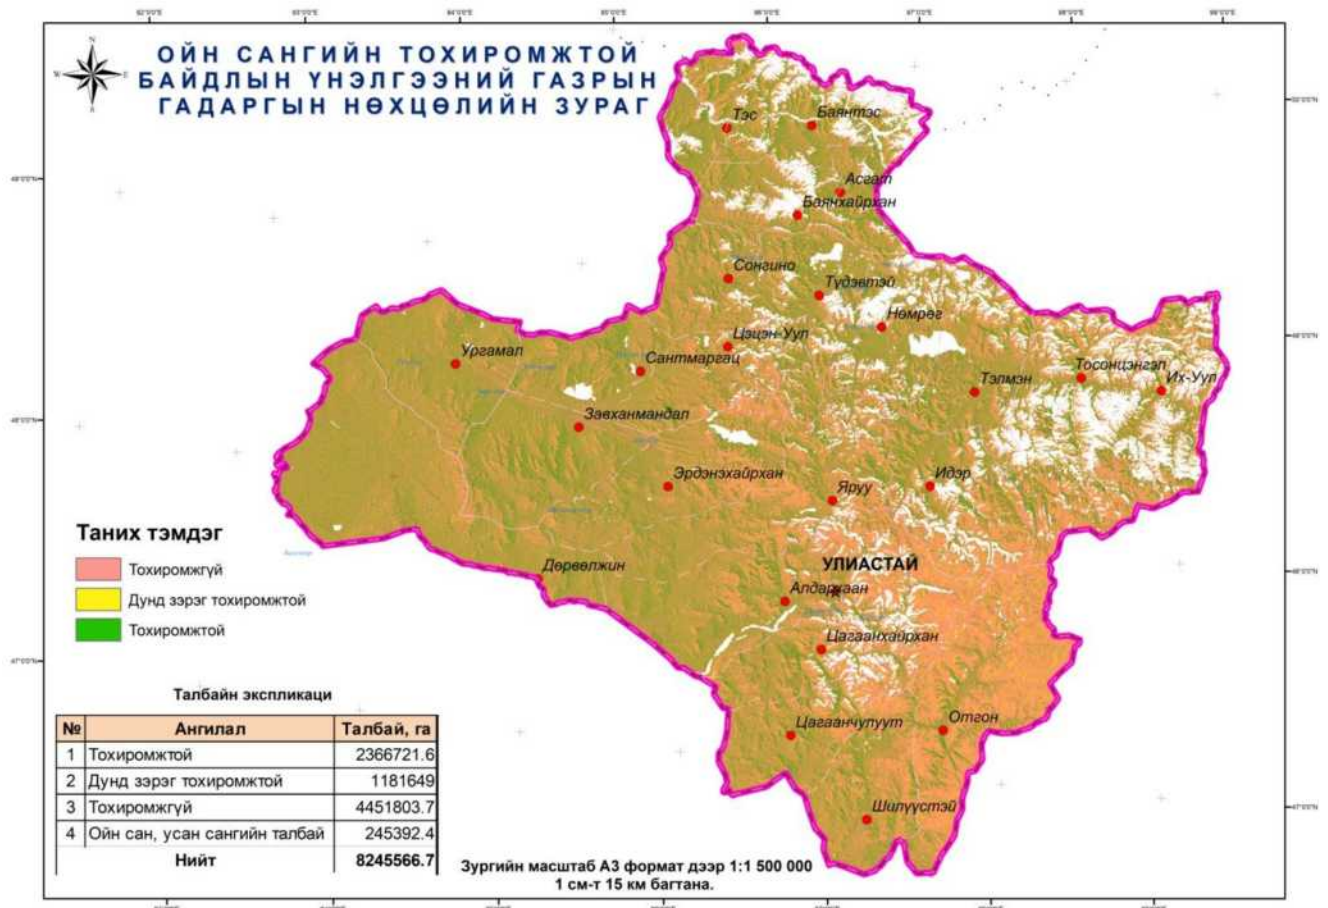 ОЙН САНГИЙН ТОХИРОМЖТОЙ
БАЙДЛЫН ҮНЭЛГЭЭНИЙ ГАЗРЫН
ГАДАРГЫН НӨХЦӨЛИЙН ЗУРАГ
N
W
E
S
Тэс
Баянтэс
Асгат
Баянхайрхан
Сонгино
Түдэвтэй
Нөмрөг
Цэцэн-Уул
Ургамал
Сантмаргац
Тосонцэнгэл
Тэлмэн
Их-Уул
Завханмандал
Эрдэнэхайрхан
Идэр
Яруу
УЛИАСТАЙ
Дөрвөлжин
Алдархаан
Цагаанхайрхан
Цагаанчулуут
Отгон
Шилүүстэй
Таних тэмдэг
Тохиромжгүй
Дунд зэрэг тохиромжтой
Тохиромжтой
Талбайн экспликаци
№ Ангилал Талбай, га
1 Тохиромжтой 2366721.6
2 Дунд зэрэг тохиромжтой 1181649
3 Тохиромжгүй 4451803.7
4 Ойн сан, усан сангийн талбай 245392.4
Нийт 8245566.7
Зургийн масштаб А3 формат дээр 1:1 500 000
1 см-т 15 км багтана.